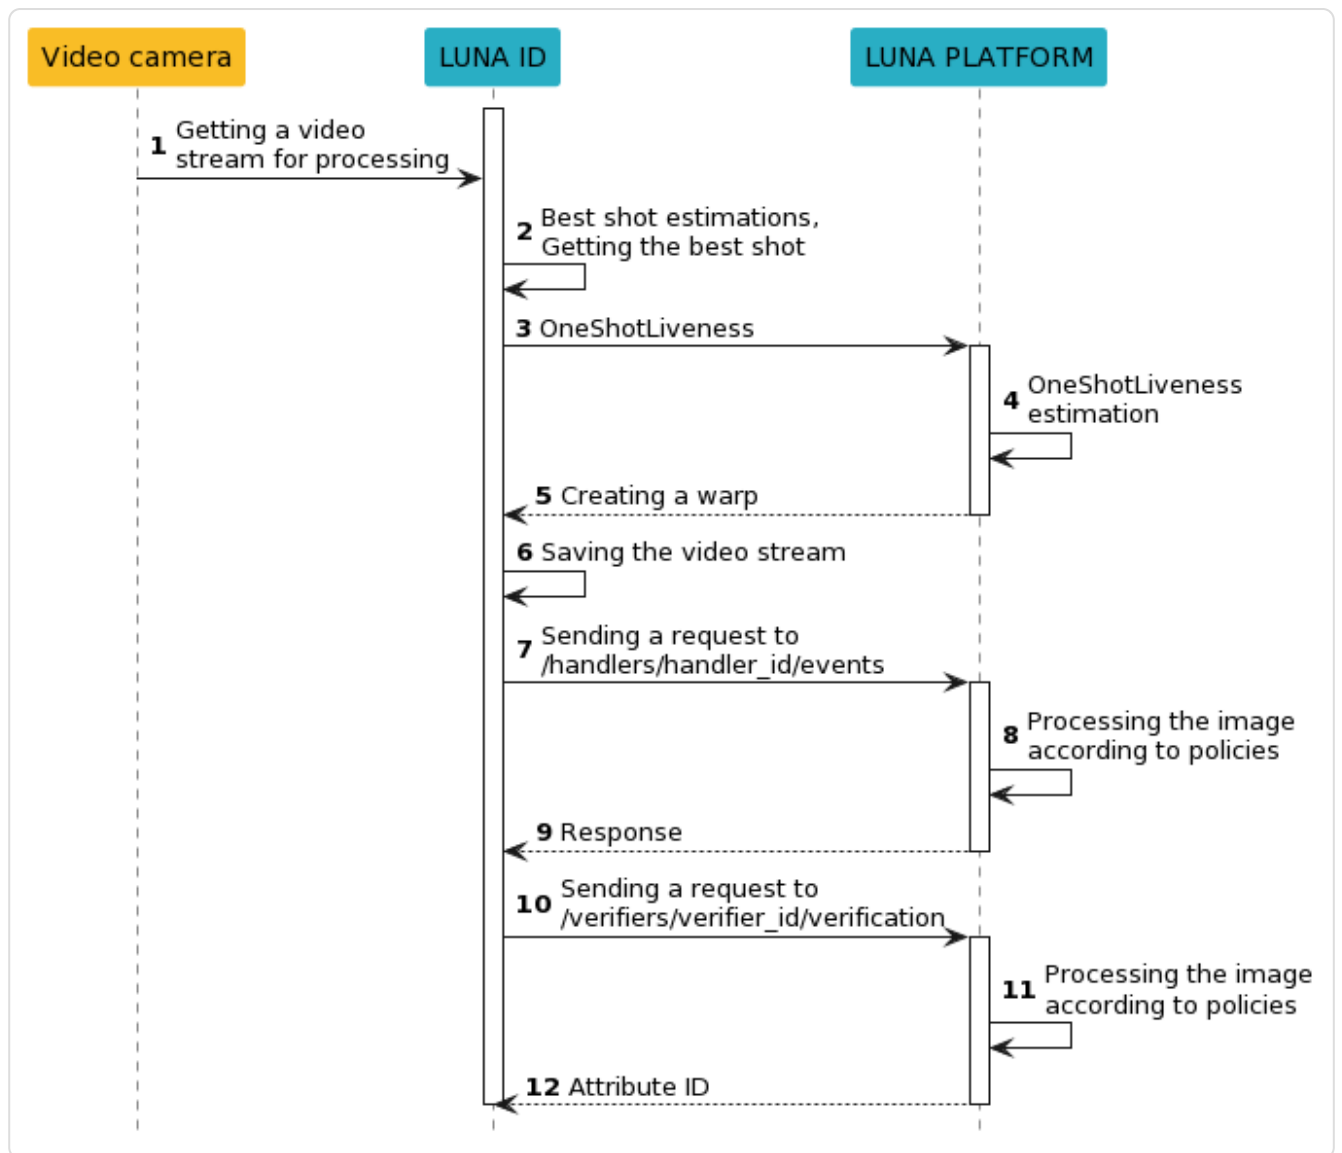 Video camera
LUNA ID
LUNA PLATFORM
1 Getting a video
stream for processing
2 Best shot estimations,
Getting the best shot
3 OneShotLiveness
4 OneShotLiveness
estimation
5 Creating a warp
6 Saving the video stream
7 Sending a request to
/handlers/handler_id/events
8 Processing the image
according to policies
9 Response
10 Sending a request to
/verifiers/verifier_id/verification
11 Processing the image
according to policies
12 Attribute ID